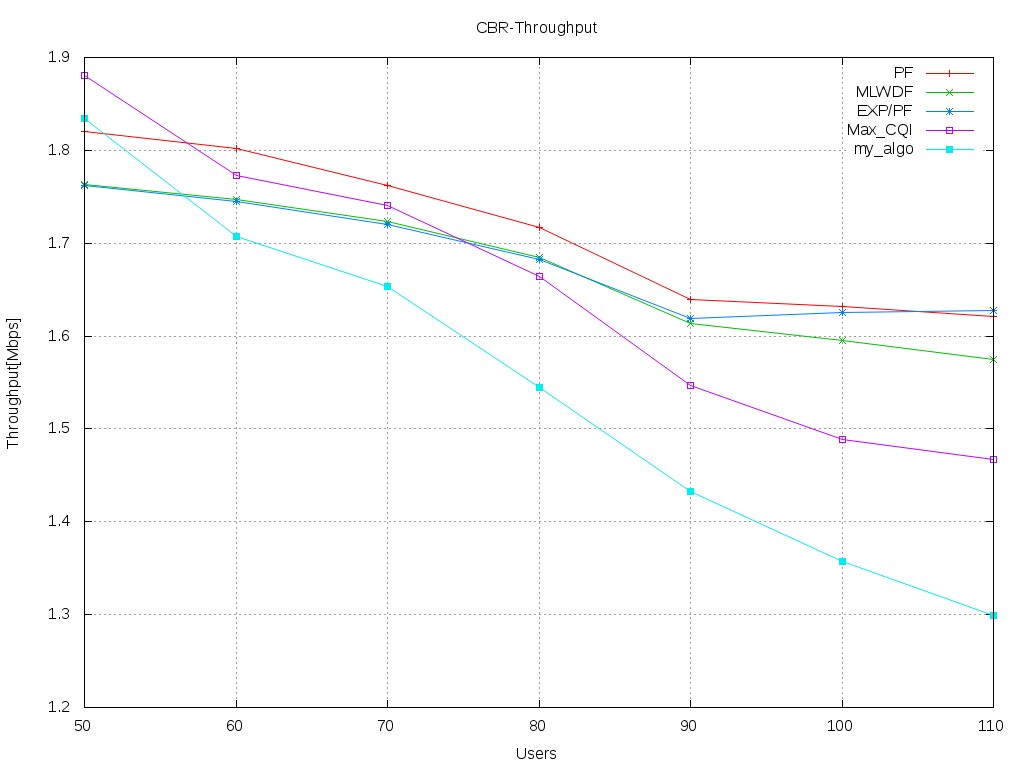 CBR-Throughput
PF
MLWDF
EXP/PF
Max_CQI
my_algo
1.9
1.8
1.7
1.6
1.5
1.4
1.3
1.2
Throughput[Mbps]
50 60 70 80 90 100 110
Users